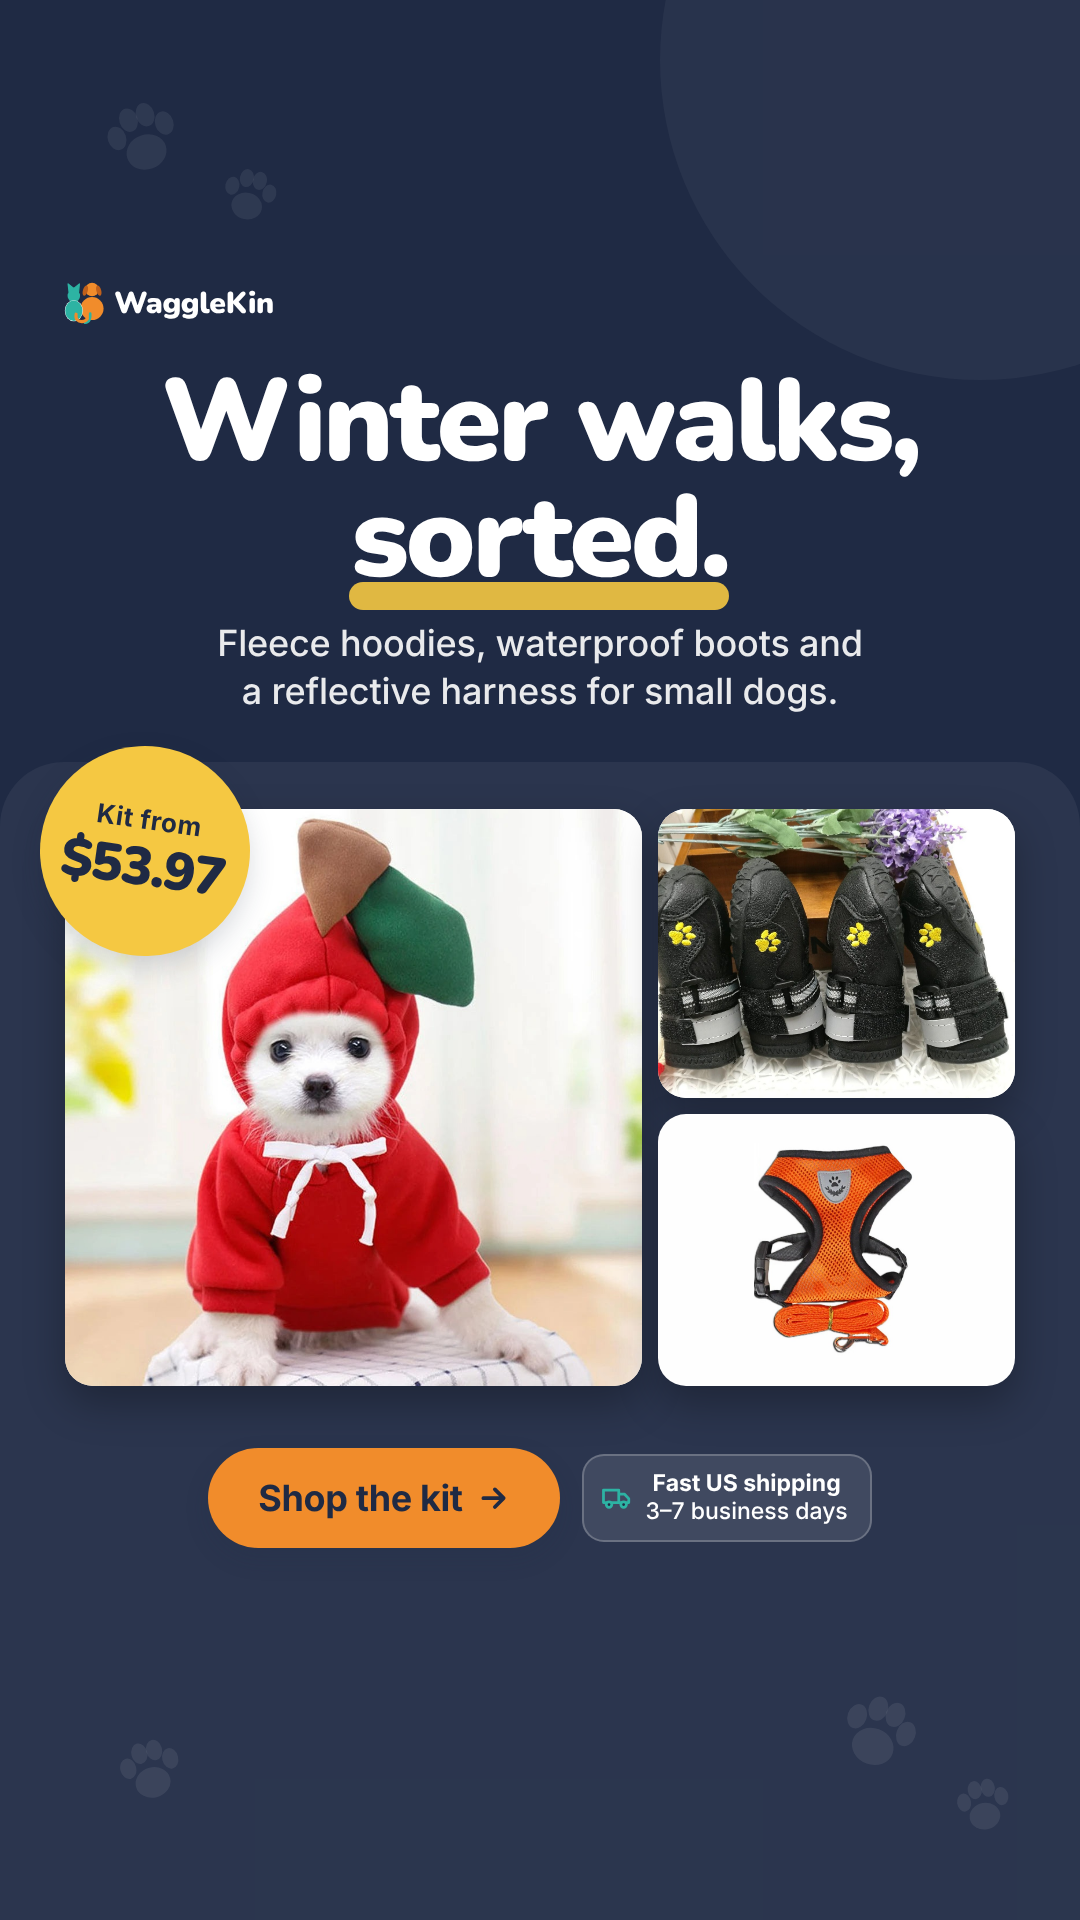 WaggleKin
Winter walks,
sorted.
Fleece hoodies, waterproof boots and
a reflective harness for small dogs.
Kit from
$53.97
Shop the kit →
Fast US shipping
3–7 business days